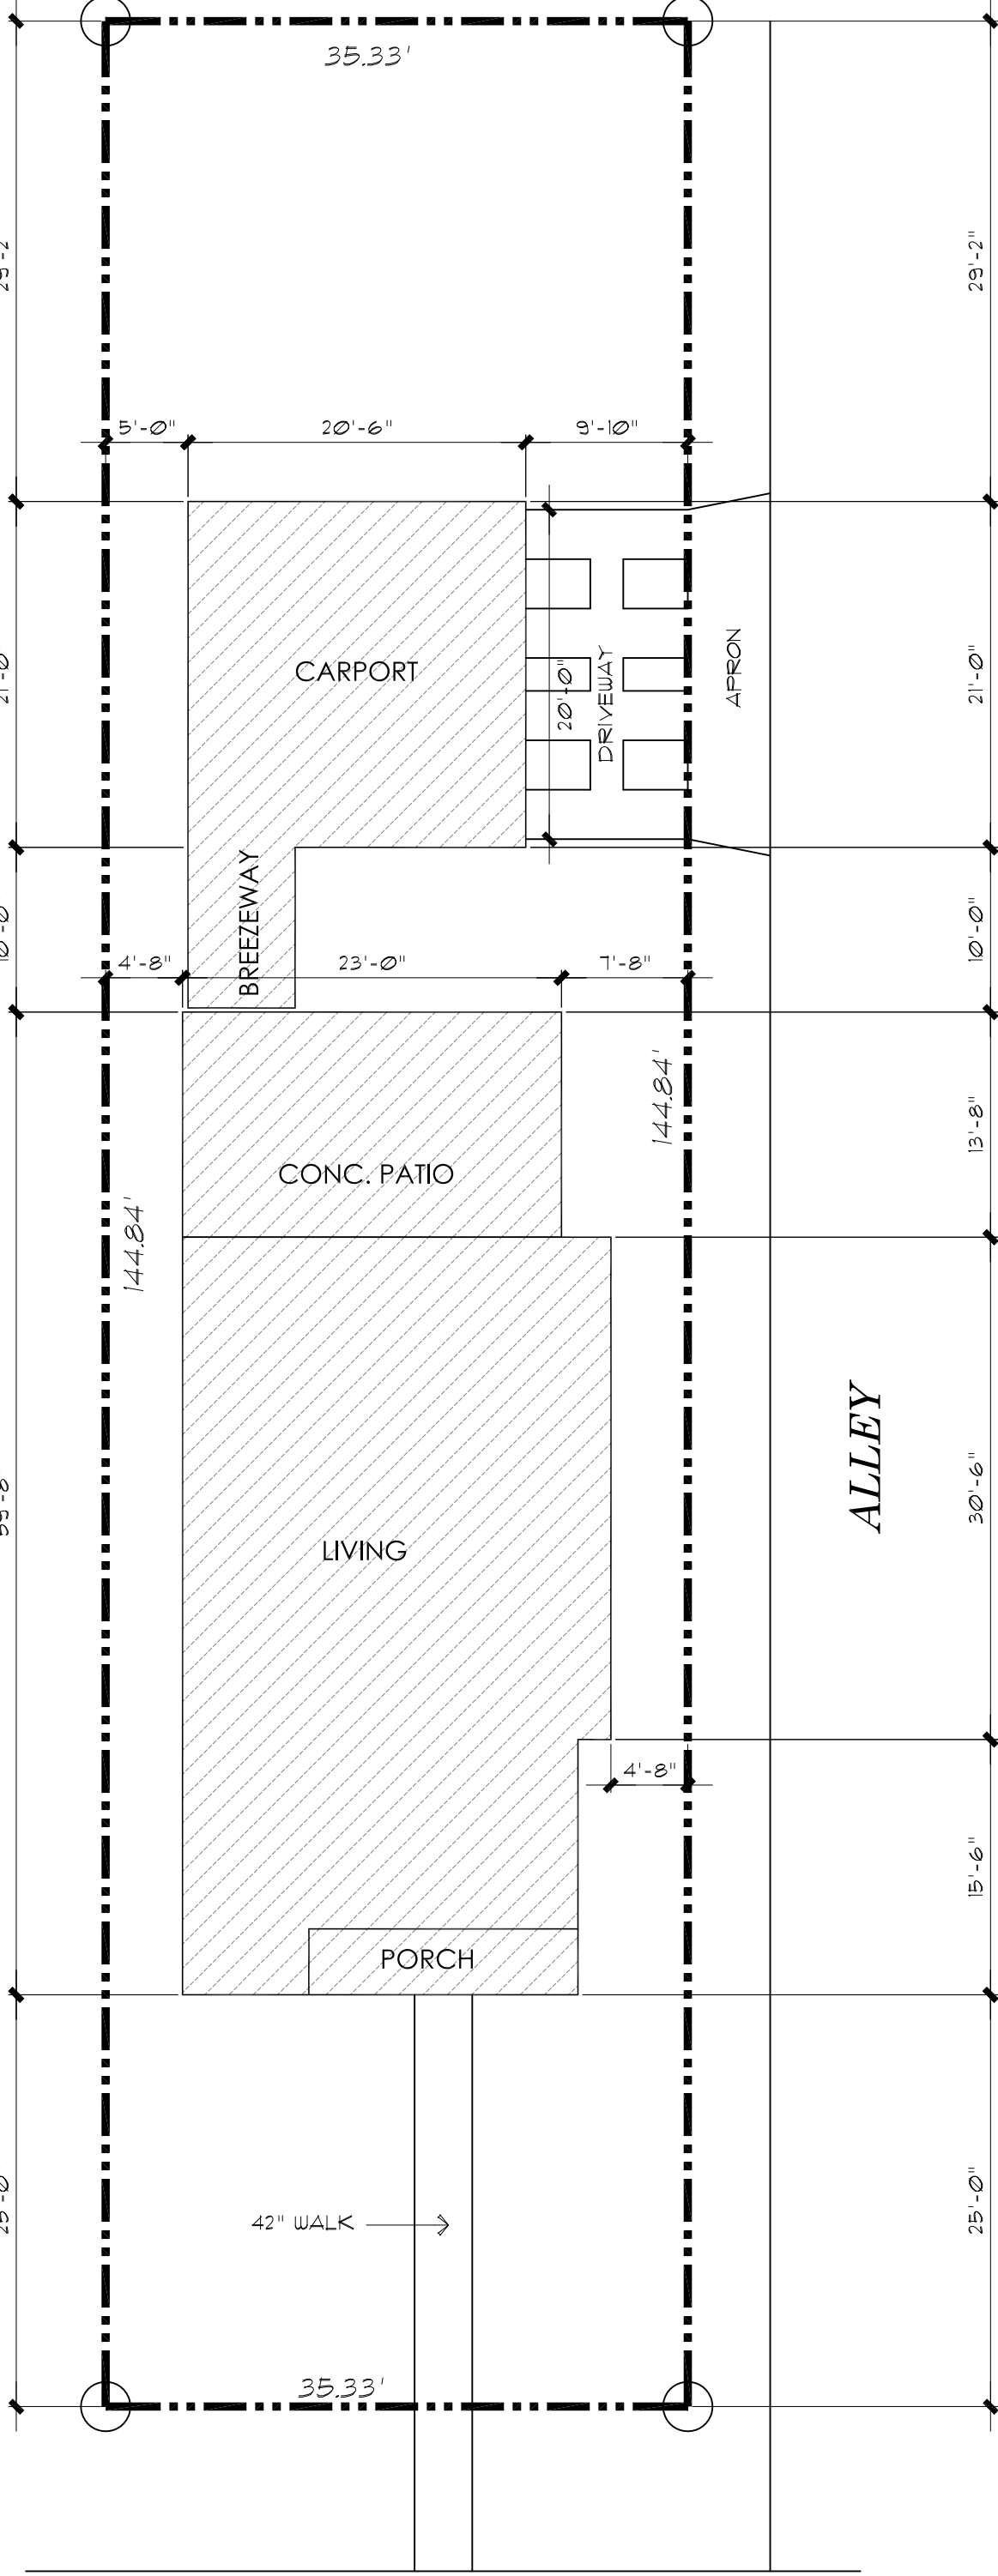 35.33'
29'-2"
5'-0"
20'-6"
9'-10"
CARPORT
20'-0"
DRIVEWAY
APRON
21'-0"
BREEZEWAY
10'-0"
4'-8"
23'-0"
7'-8"
144.84'
13'-8"
CONC. PATIO
144.84'
ALLEY
30'-6"
LIVING
4'-8"
15'-6"
PORCH
42" WALK
25'-0"
35.33'